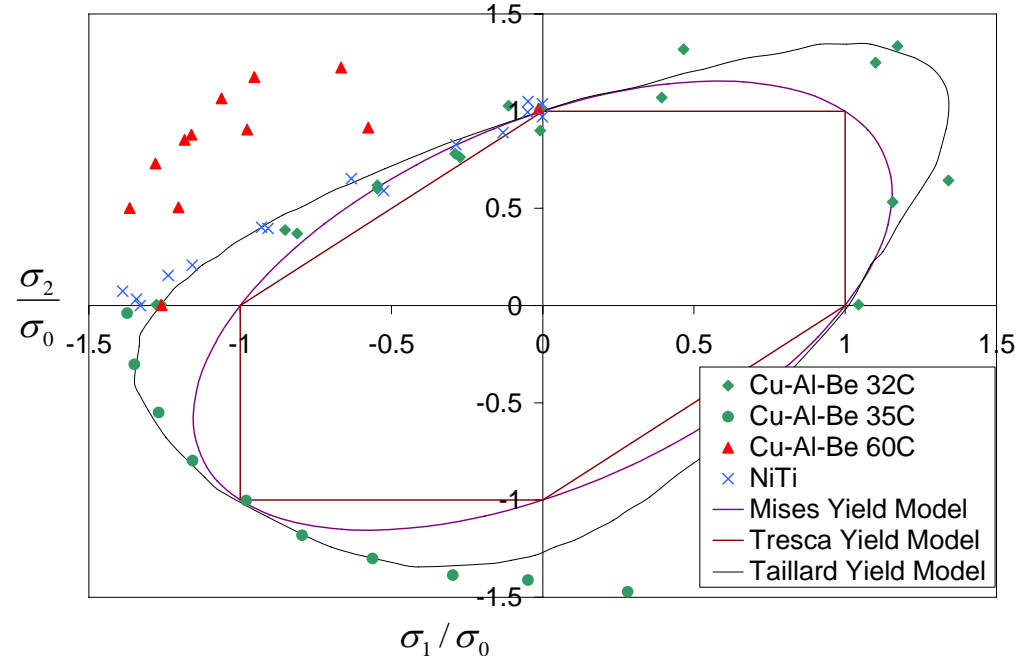 1.5
1
0.5
0
-0.5
-1
-1.5
-1.5
-1
-0.5
0
0.5
1
1.5
σ2
σ0
σ1 / σ0
Cu-Al-Be 32C
Cu-Al-Be 35C
Cu-Al-Be 60C
NiTi
Mises Yield Model
Tresca Yield Model
Taillard Yield Model